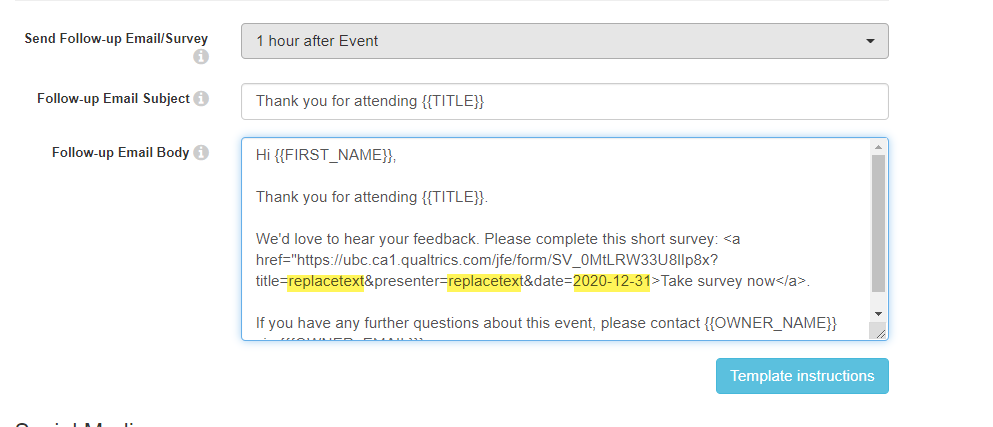 Send Follow-up Email/Survey
1 hour after Event
Follow-up Email Subject
Thank you for attending {{TITLE}}
Follow-up Email Body
Hi {{FIRST_NAME}},
Thank you for attending {{TITLE}}.
We'd love to hear your feedback. Please complete this short survey: <a
href="https://ubc.ca1.qualtrics.com/jfe/form/SV_0MtLRW33U8lIp8x?
title=replacetext&presenter=replacetext&date=2020-12-31>Take survey now</a>.
If you have any further questions about this event, please contact {{OWNER_NAME}}
Template instructions